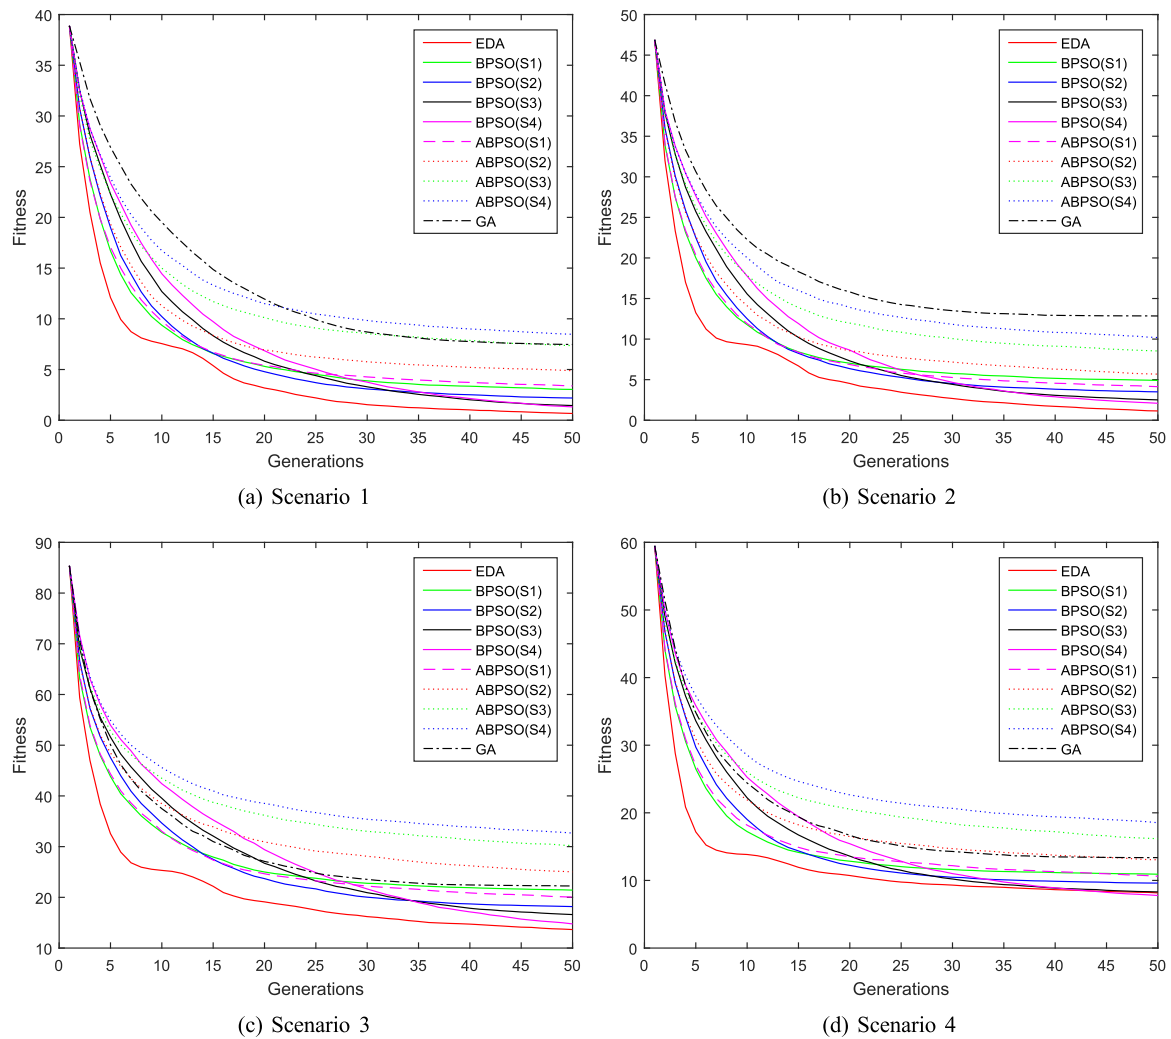 40
35
30
25
20
15
10
5
0
Fitness
0 5 10 15 20 25 30 35 40 45 50
Generations
EDA
BPSO(S1)
BPSO(S2)
BPSO(S3)
BPSO(S4)
ABPSO(S1)
ABPSO(S2)
ABPSO(S3)
ABPSO(S4)
GA
(a) Scenario 1
50
45
40
35
30
25
20
15
10
5
0
Fitness
0 5 10 15 20 25 30 35 40 45 50
Generations
EDA
BPSO(S1)
BPSO(S2)
BPSO(S3)
BPSO(S4)
ABPSO(S1)
ABPSO(S2)
ABPSO(S3)
ABPSO(S4)
GA
(b) Scenario 2
90
80
70
60
50
40
30
20
10
Fitness
0 5 10 15 20 25 30 35 40 45 50
Generations
EDA
BPSO(S1)
BPSO(S2)
BPSO(S3)
BPSO(S4)
ABPSO(S1)
ABPSO(S2)
ABPSO(S3)
ABPSO(S4)
GA
(c) Scenario 3
60
50
40
30
20
10
0
Fitness
0 5 10 15 20 25 30 35 40 45 50
Generations
EDA
BPSO(S1)
BPSO(S2)
BPSO(S3)
BPSO(S4)
ABPSO(S1)
ABPSO(S2)
ABPSO(S3)
ABPSO(S4)
GA
(d) Scenario 4